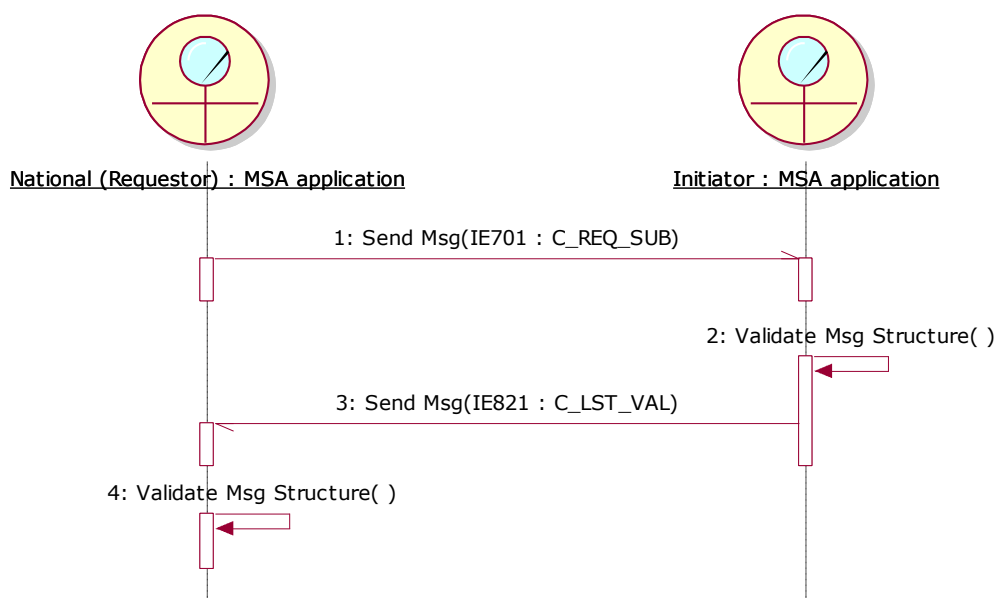 National (Requestor) : MSA application
Initiator : MSA application
1: Send Msg(IE701 : C_REQ_SUB)
2: Validate Msg Structure( )
3: Send Msg(IE821 : C_LST_VAL)
4: Validate Msg Structure( )